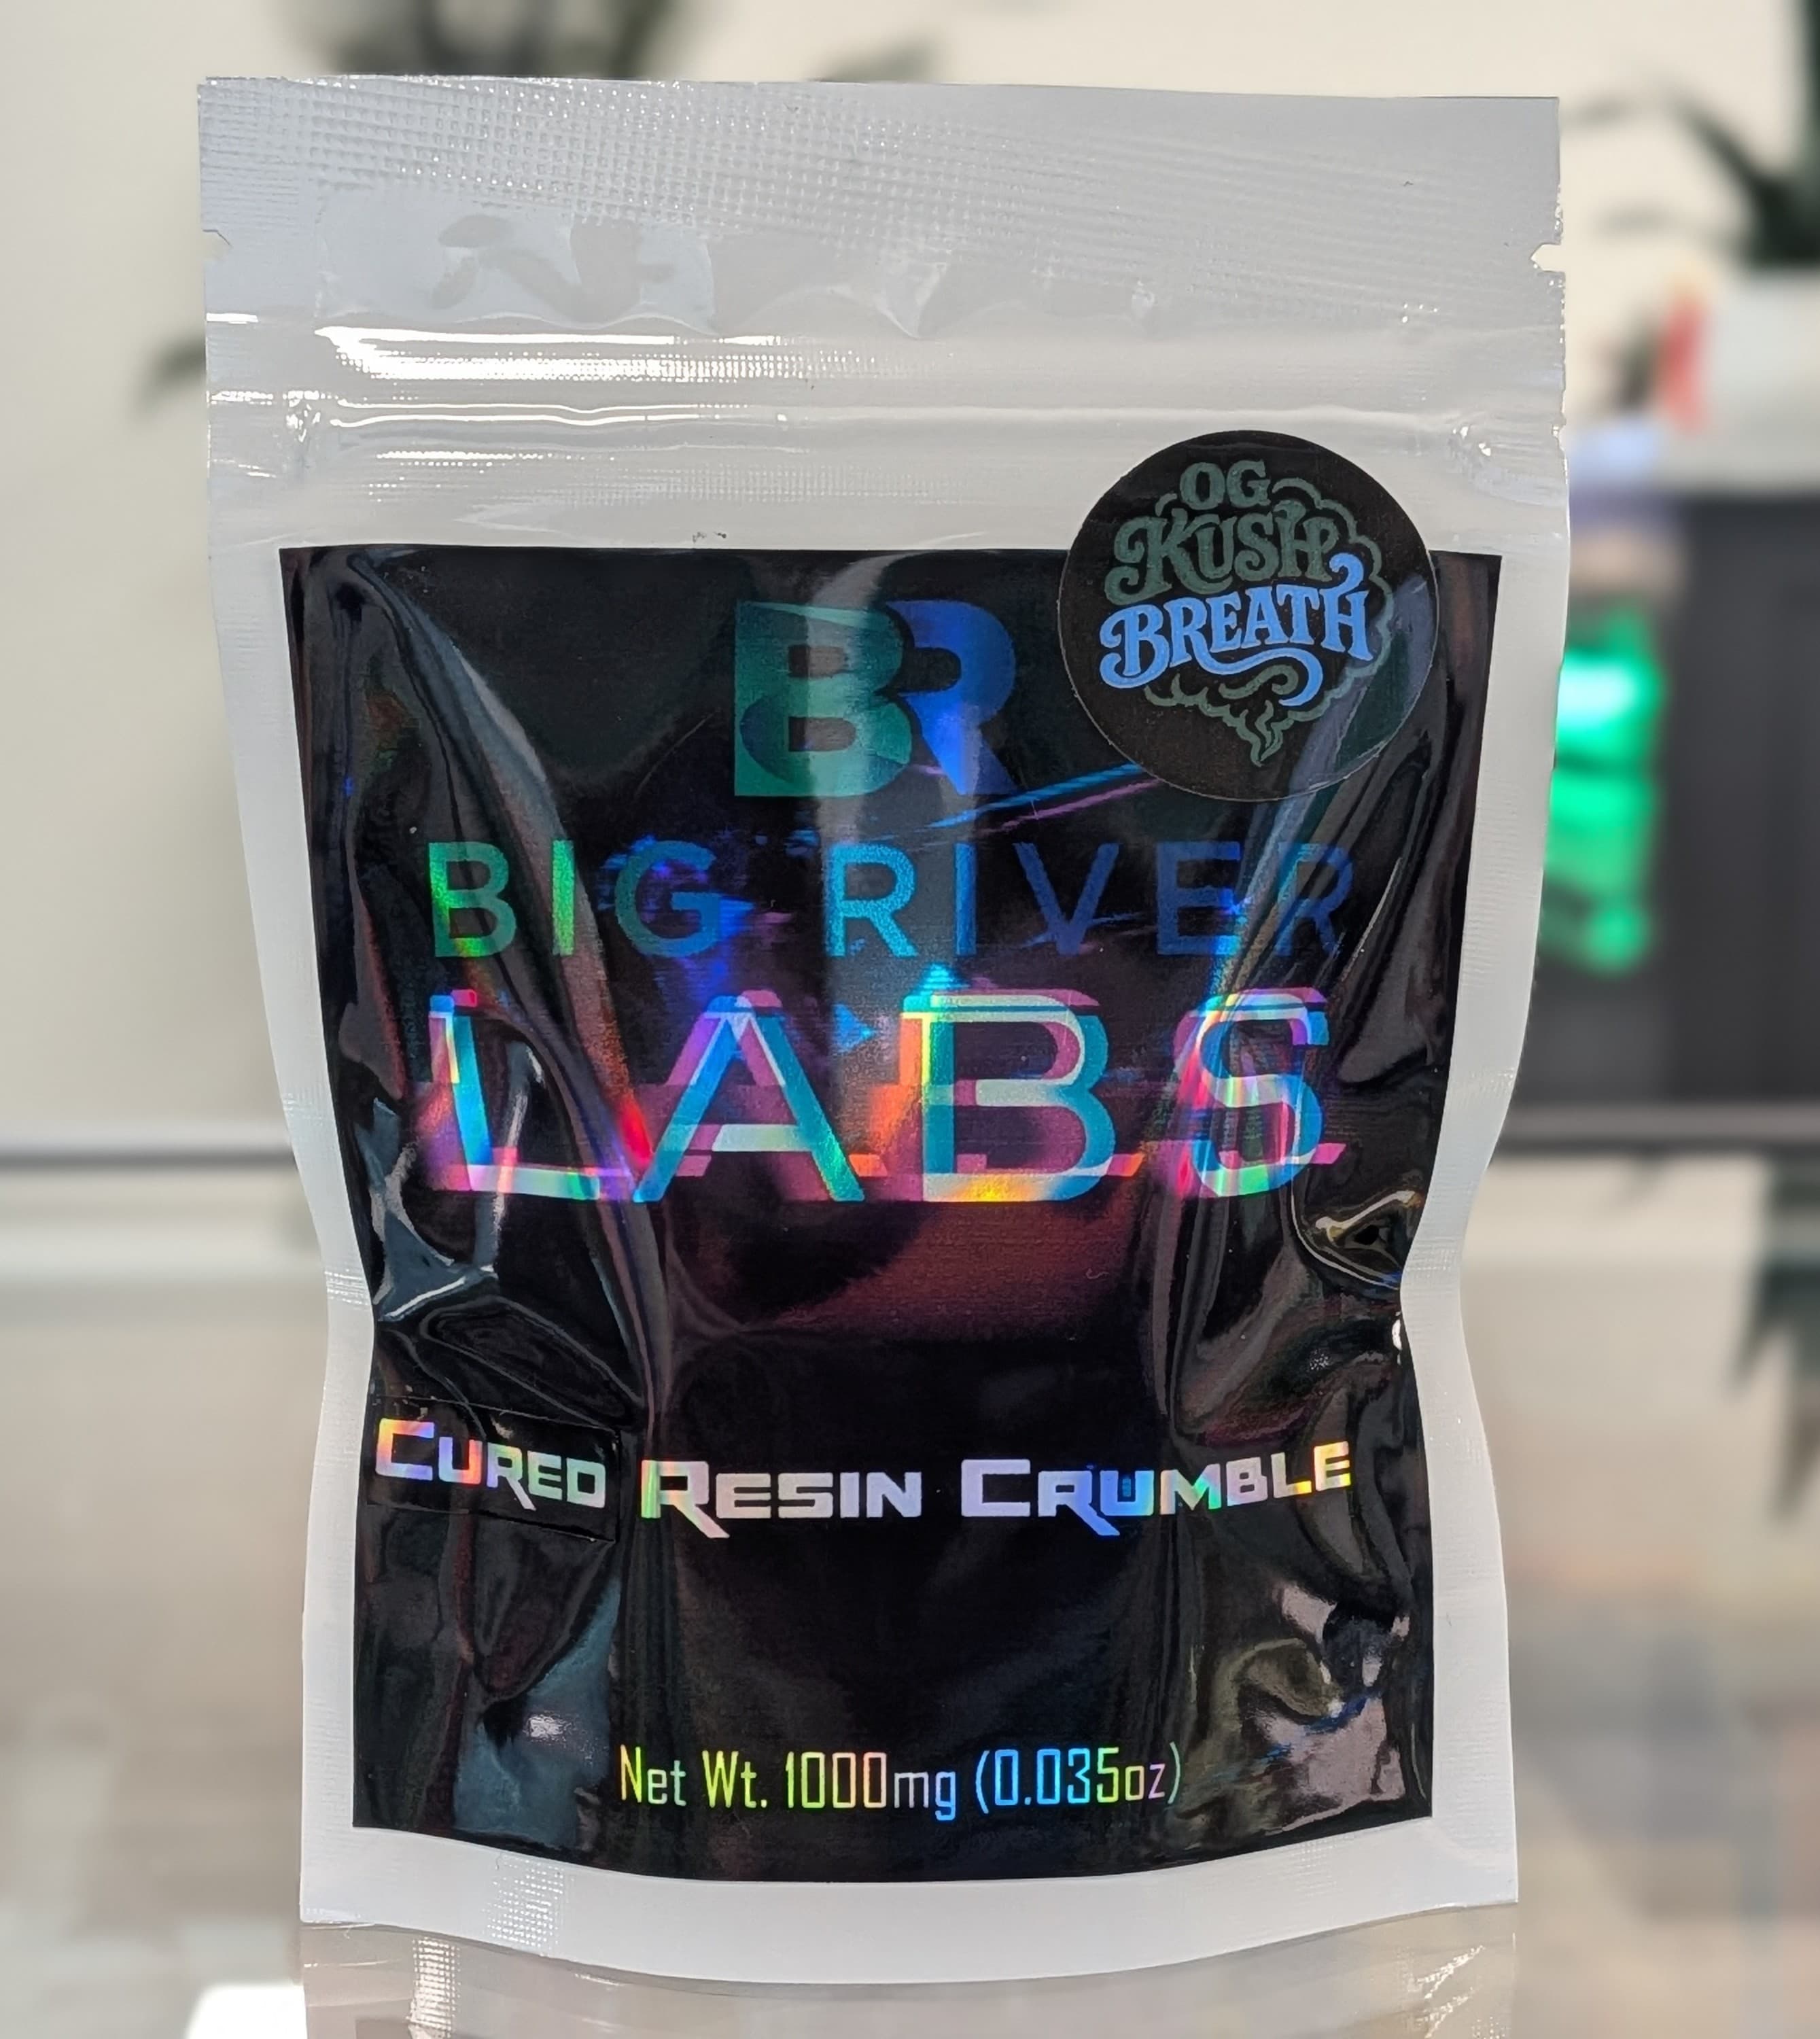 OG
KUSH
BREATH
BR
BIG RIVER
LABS
CURED RESIN CRUMBLE
Net Wt. 1000mg (0.035oz)